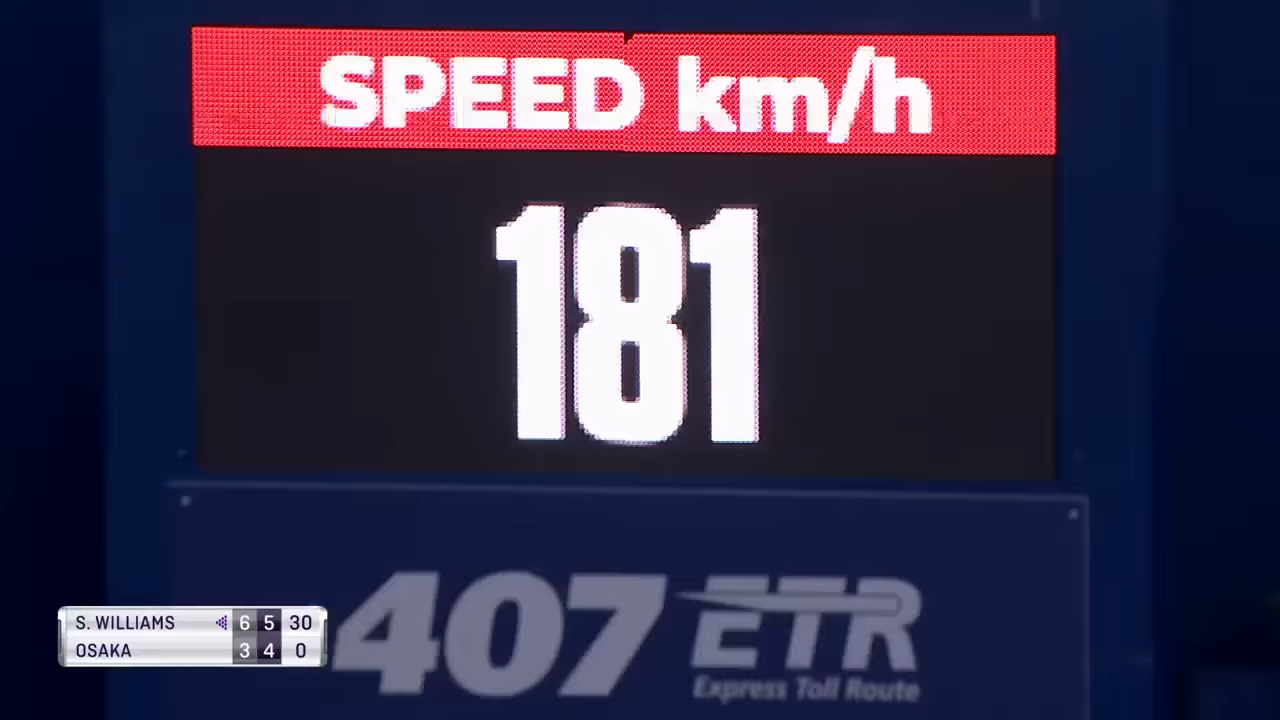 SPEED km/h
181
407 ETR
Express Toll Route
S. WILLIAMS 6 5 30
OSAKA 3 4 0